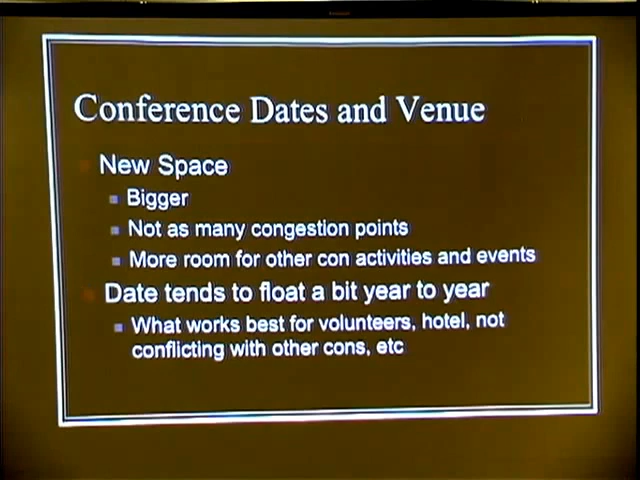 Conference Dates and Venue
New Space
Bigger
Not as many congestion points
More room for other con activities and events
Date tends to float a bit year to year
What works best for volunteers, hotel, not
conflicting with other cons, etc